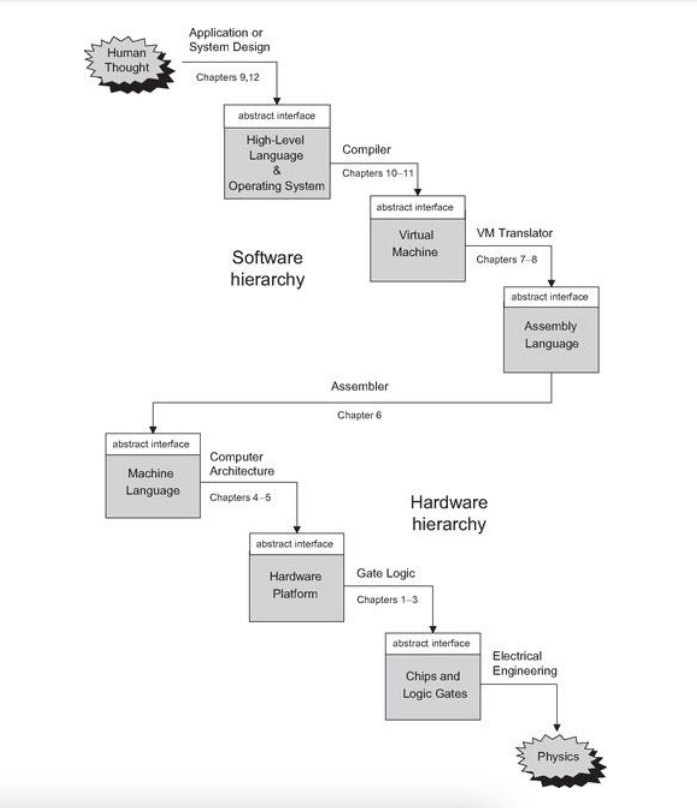 Human
Thought
Application or
System Design
Chapters 9,12
abstract interface
High-Level
Language
&
Operating System
Compiler
Chapters 10–11
abstract interface
Virtual
Machine
VM Translator
Chapters 7–8
abstract interface
Assembly
Language
Software
hierarchy
Assembler
Chapter 6
abstract interface
Machine
Language
Computer
Architecture
Chapters 4–5
Hardware
hierarchy
abstract interface
Hardware
Platform
Gate Logic
Chapters 1–3
abstract interface
Chips and
Logic Gates
Electrical
Engineering
Physics